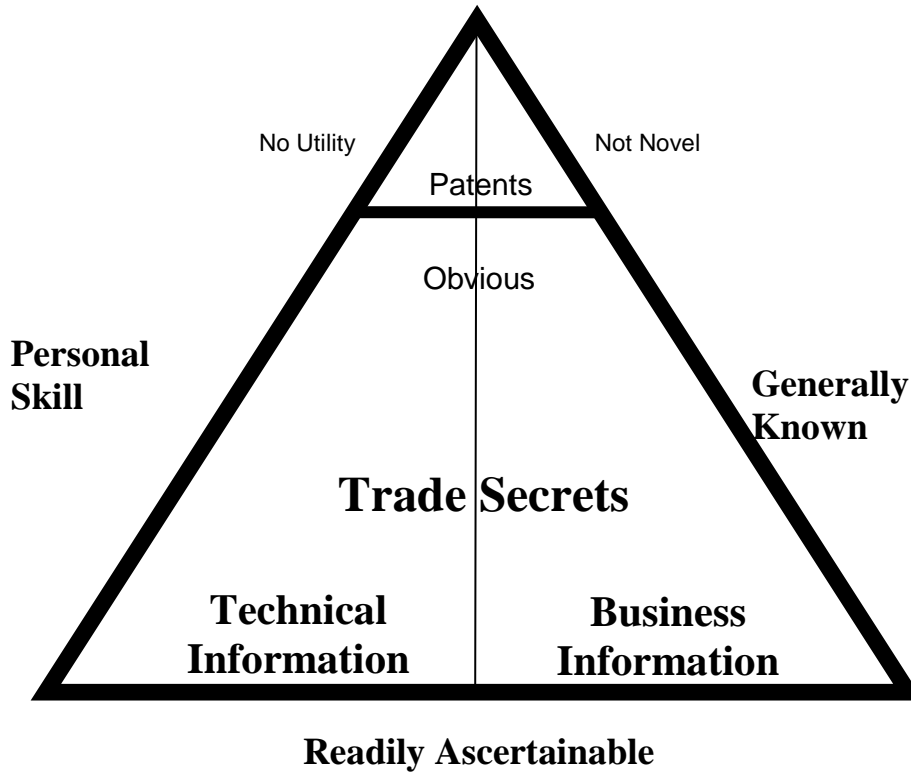 No Utility
Not Novel
Patents
Obvious
Personal
Skill
Generally
Known
Trade Secrets
Technical
Information
Business
Information
Readily Ascertainable